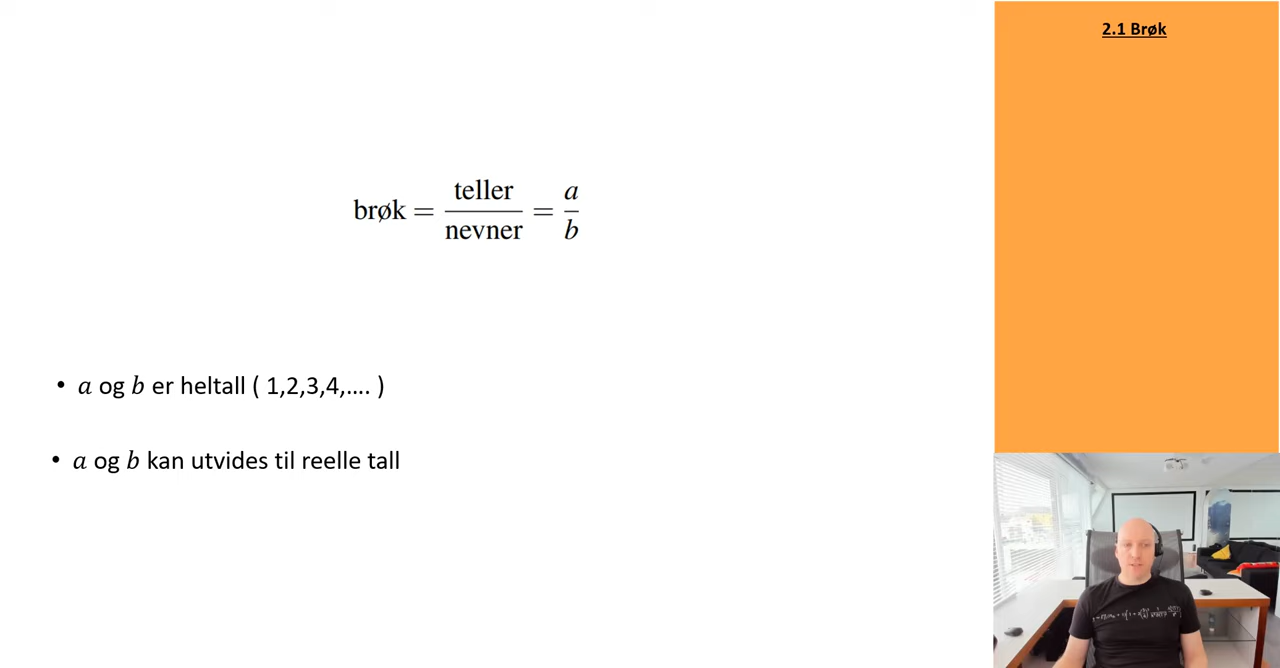 2.1 Brøk
brøk = teller / nevner = a / b
• a og b er heltall ( 1,2,3,4,.... )
• a og b kan utvides til reelle tall